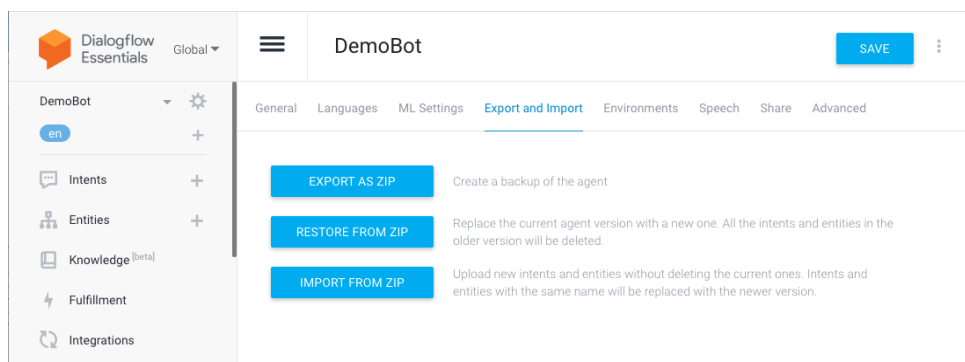 Dialogflow
Essentials
Global
DemoBot
SAVE
DemoBot
en
Intents
Entities
Knowledge [beta]
Fulfillment
Integrations
General Languages ML Settings Export and Import Environments Speech Share Advanced
EXPORT AS ZIP
Create a backup of the agent
RESTORE FROM ZIP
Replace the current agent version with a new one. All the intents and entities in the
older version will be deleted.
IMPORT FROM ZIP
Upload new intents and entities without deleting the current ones. Intents and
entities with the same name will be replaced with the newer version.